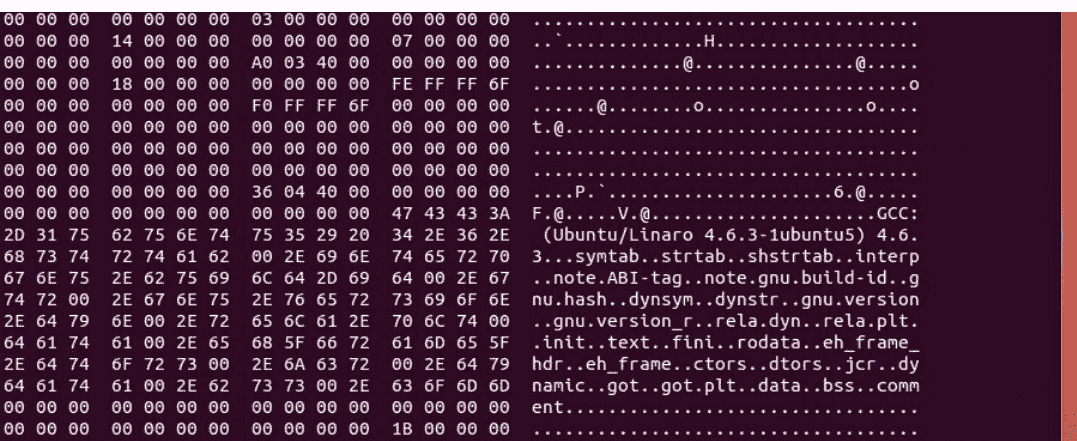 00 00 00 00 00 00 00 03 00 00 00 00 00 00 00 ....................................
00 00 00 14 00 00 00 00 00 00 00 07 00 00 00 ..`.............H...................
00 00 00 00 00 00 00 A0 03 40 00 00 00 00 00 ..............@...............@.....
00 00 00 18 00 00 00 00 00 00 00 FE FF FF 6F ...................................o
00 00 00 00 00 00 00 F0 FF FF 6F 00 00 00 00 ......@........o...............o....
00 00 00 00 00 00 00 00 00 00 00 00 00 00 00 t.@.................................
00 00 00 00 00 00 00 00 00 00 00 00 00 00 00 ....................................
00 00 00 00 00 00 00 00 00 00 00 00 00 00 00 ....................................
00 00 00 00 00 00 00 36 04 40 00 00 00 00 00 ....P.`.....................6.@.....
00 00 00 00 00 00 00 00 00 00 00 47 43 43 3A F.@.....V.@.....................GCC:
2D 31 75 62 75 6E 74 75 35 29 20 34 2E 36 2E (Ubuntu/Linaro 4.6.3-1ubuntu5) 4.6.
68 73 74 72 74 61 62 00 2E 69 6E 74 65 72 70 3...symtab..strtab..shstrtab..interp
67 6E 75 2E 62 75 69 6C 64 2D 69 64 00 2E 67 ..note.ABI-tag..note.gnu.build-id..g
74 72 00 2E 67 6E 75 2E 76 65 72 73 69 6F 6E nu.hash..dynsym..dynstr..gnu.version
2E 64 79 6E 00 2E 72 65 6C 61 2E 70 6C 74 00 ..gnu.version_r..rela.dyn..rela.plt.
64 61 74 61 00 2E 65 68 5F 66 72 61 6D 65 5F .init..text..fini..rodata..eh_frame_
2E 64 74 6F 72 73 00 2E 6A 63 72 00 2E 64 79 hdr..eh_frame..ctors..dtors..jcr..dy
64 61 74 61 00 2E 62 73 73 00 2E 63 6F 6D 6D namic..got..got.plt..data..bss..comm
00 00 00 00 00 00 00 00 00 00 00 00 00 00 00 ent.................................
00 00 00 00 00 00 00 00 00 00 00 1B 00 00 00 ....................................